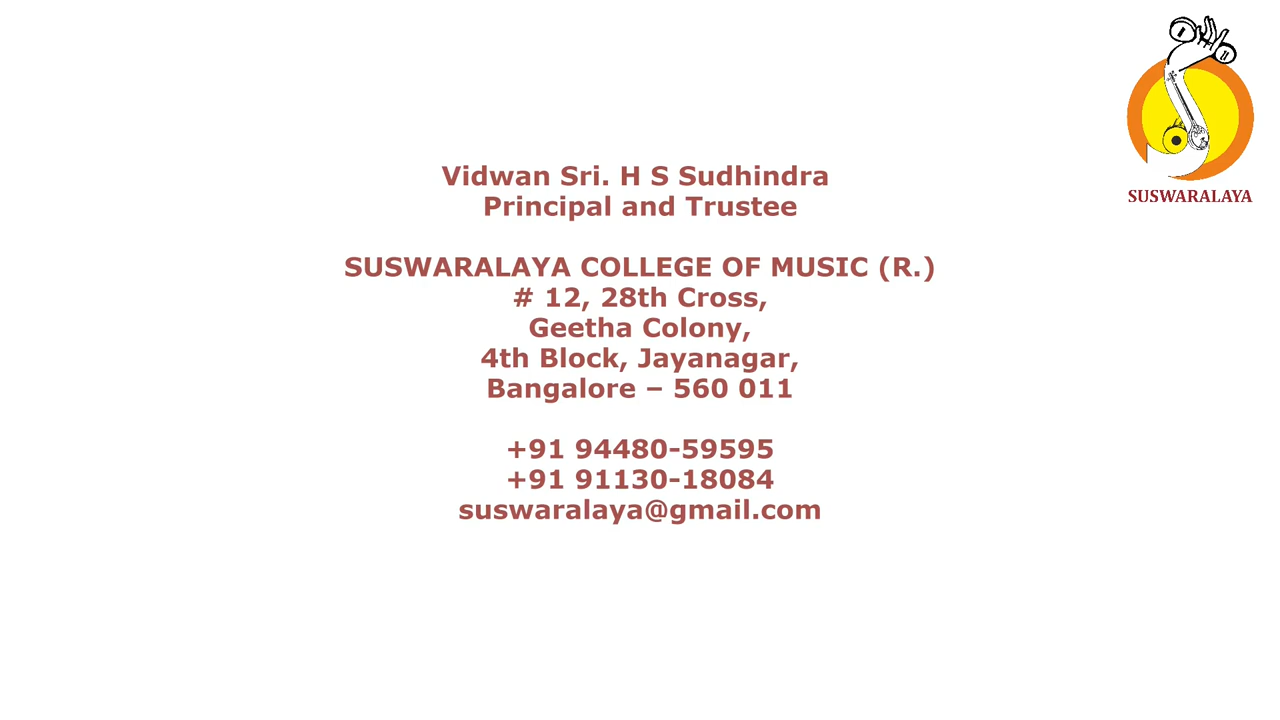 Vidwan Sri. H S Sudhindra
Principal and Trustee
SUSWARALAYA
SUSWARALAYA COLLEGE OF MUSIC (R.)
# 12, 28th Cross,
Geetha Colony,
4th Block, Jayanagar,
Bangalore – 560 011
+91 94480-59595
+91 91130-18084
suswaralaya@gmail.com